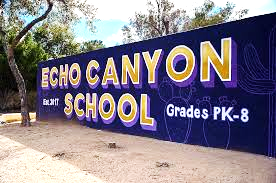 ECHO CANYON
Est. 2017 SCHOOL Grades PK-8